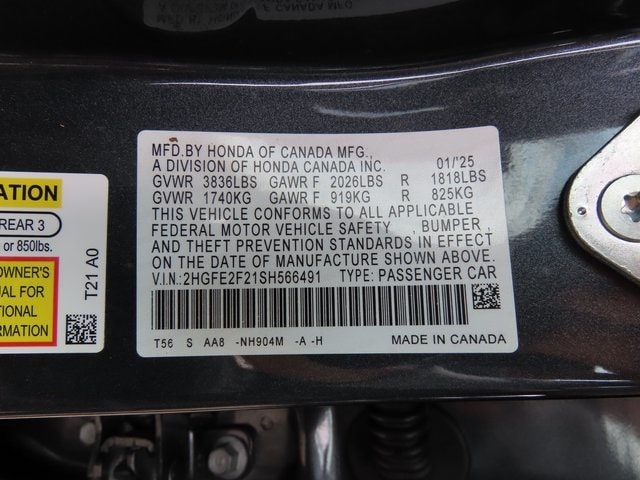 MFD.BY HONDA OF CANADA MFG.,
A DIVISION OF HONDA CANADA INC. 01/'25
GVWR 3836LBS GAWR F 2026LBS R 1818LBS
GVWR 1740KG GAWR F 919KG R 825KG
THIS VEHICLE CONFORMS TO ALL APPLICABLE
FEDERAL MOTOR VEHICLE SAFETY , BUMPER ,
AND THEFT PREVENTION STANDARDS IN EFFECT
ON THE DATE OF MANUFACTURE SHOWN ABOVE.
V.I.N.:2HGFE2F21SH566491 TYPE: PASSENGER CAR
T56 S AA8 -NH904M -A -H MADE IN CANADA
ATION
REAR 3
or 850lbs.
OWNER'S
UAL FOR
TIONAL
RMATION
T21 A0